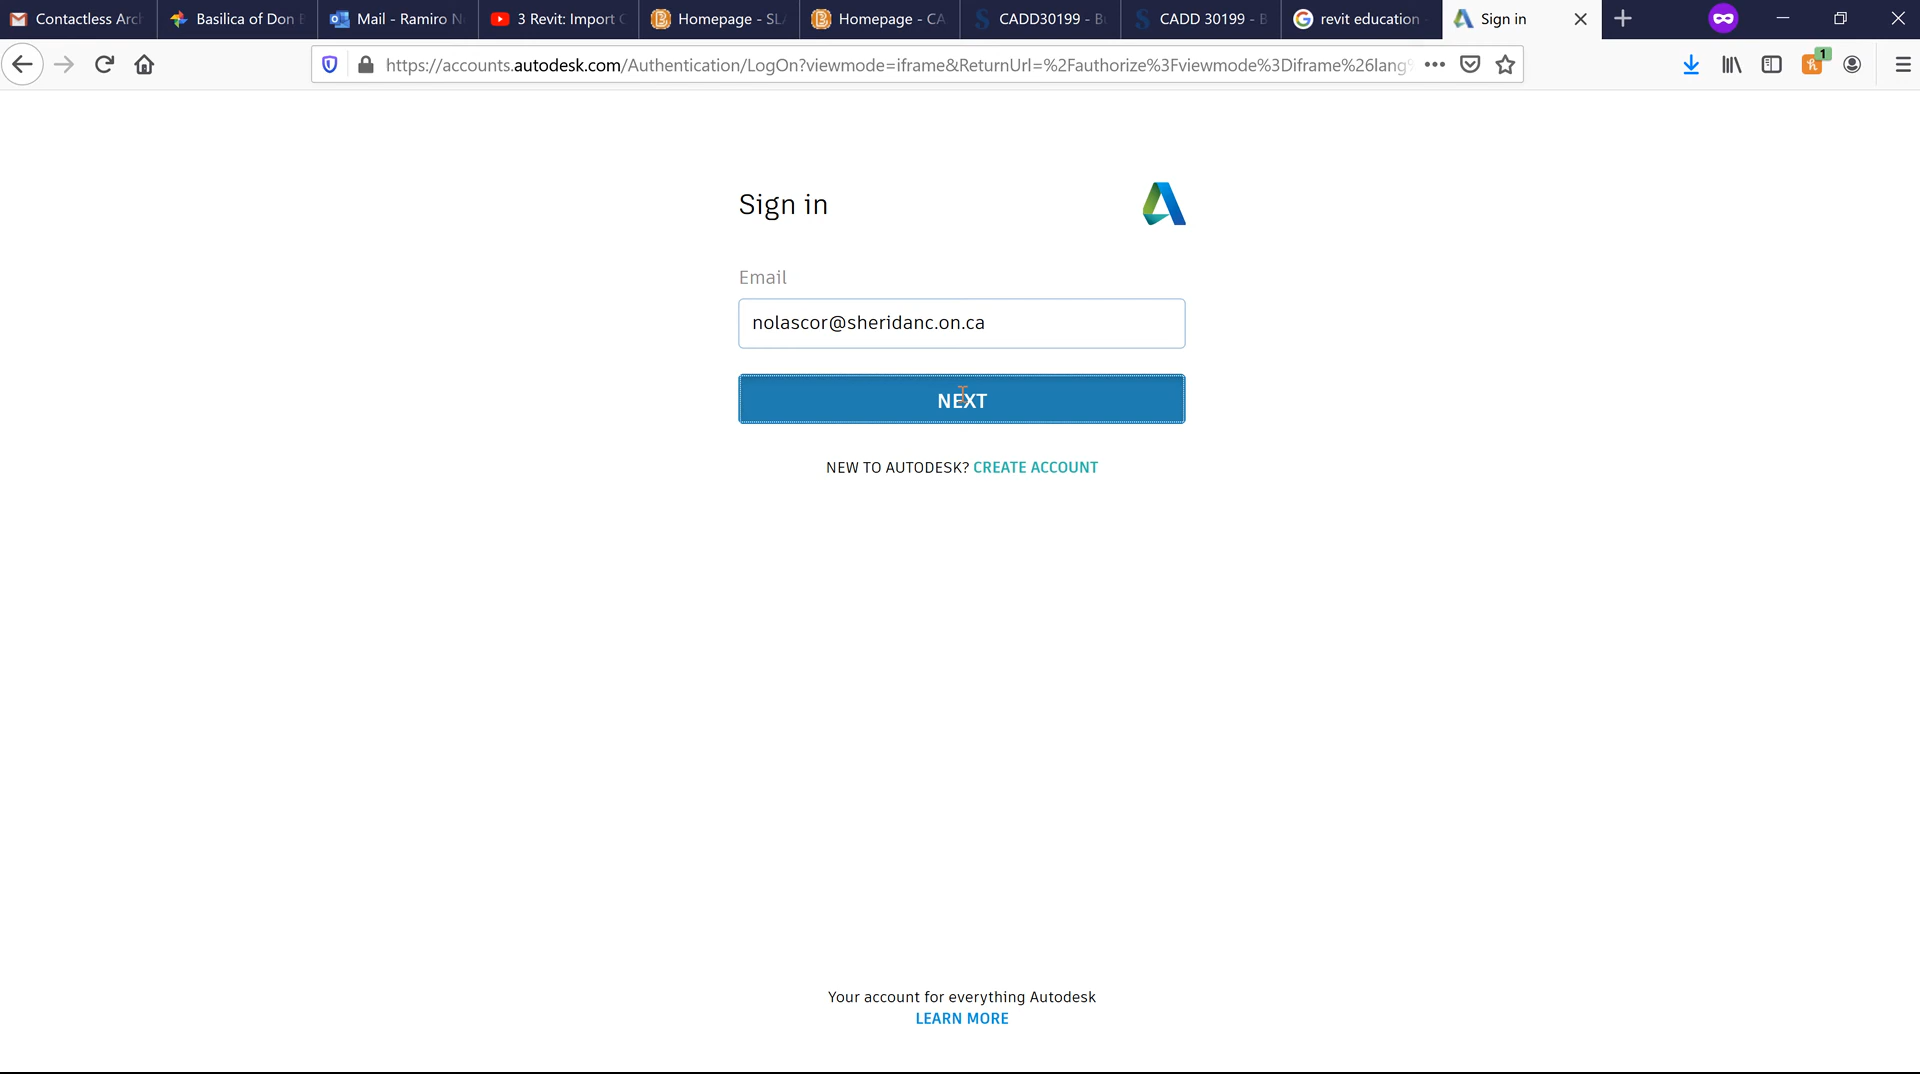 Contactless Arc
Basilica of Don
Mail - Ramiro N
3 Revit: Import
Homepage - SL
Homepage - CA
CADD30199 - B
CADD 30199 - B
revit education
Sign in
https://accounts.autodesk.com/Authentication/LogOn?viewmode=iframe&ReturnUrl=%2Fauthorize%3Fviewmode%3Diframe%26lang
1
Sign in
Email
nolascor@sheridanc.on.ca
NEXT
NEW TO AUTODESK? CREATE ACCOUNT
Your account for everything Autodesk
LEARN MORE